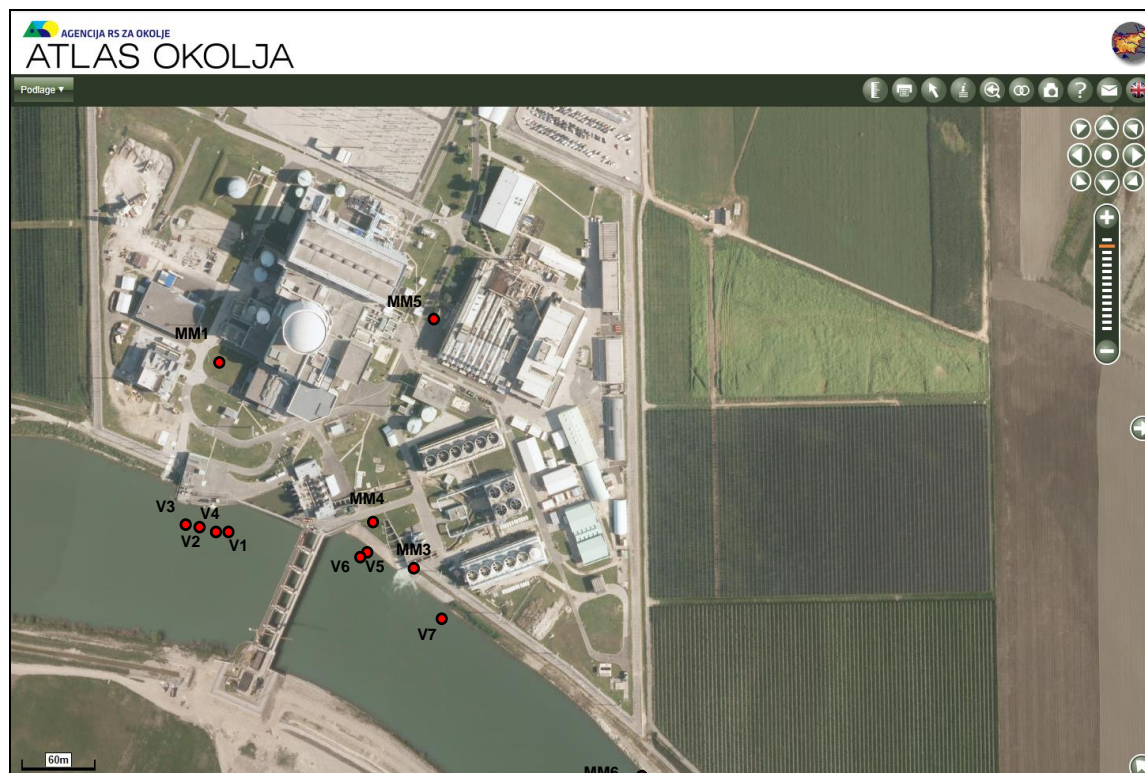 AGENCIJA RS ZA OKOLJE
ATLAS OKOLJA
Podlage ▼
MM5
MM1
MM4
V3
V4
V2
V1
MM3
V6
V5
V7
60m
MM6